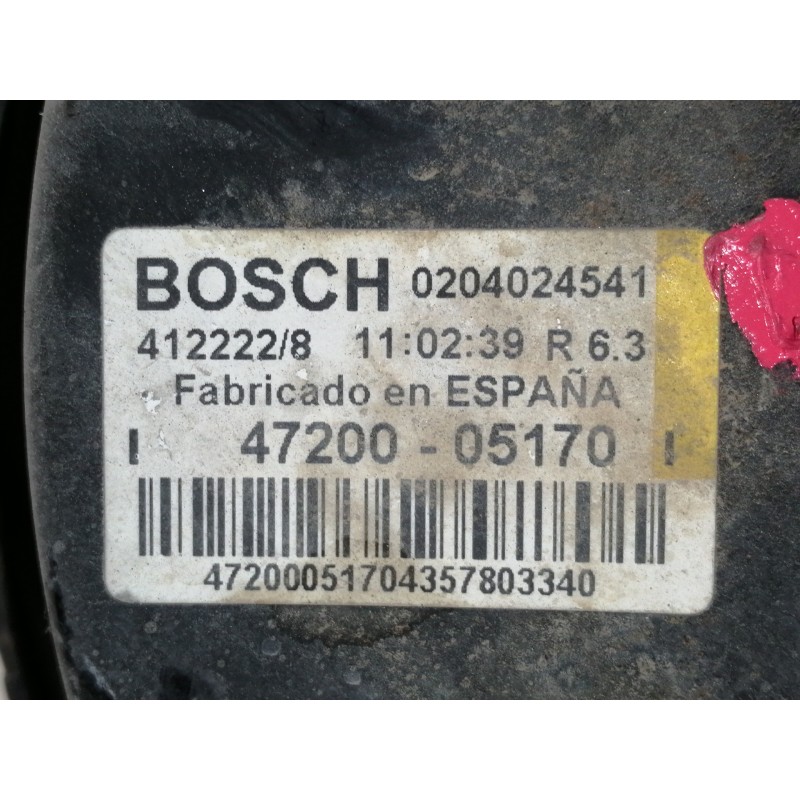 BOSCH 0204024541
412222/8 11:02:39 R 6.3
Fabricado en ESPAÑA
I 47200 - 05170 I
47200051704357803340